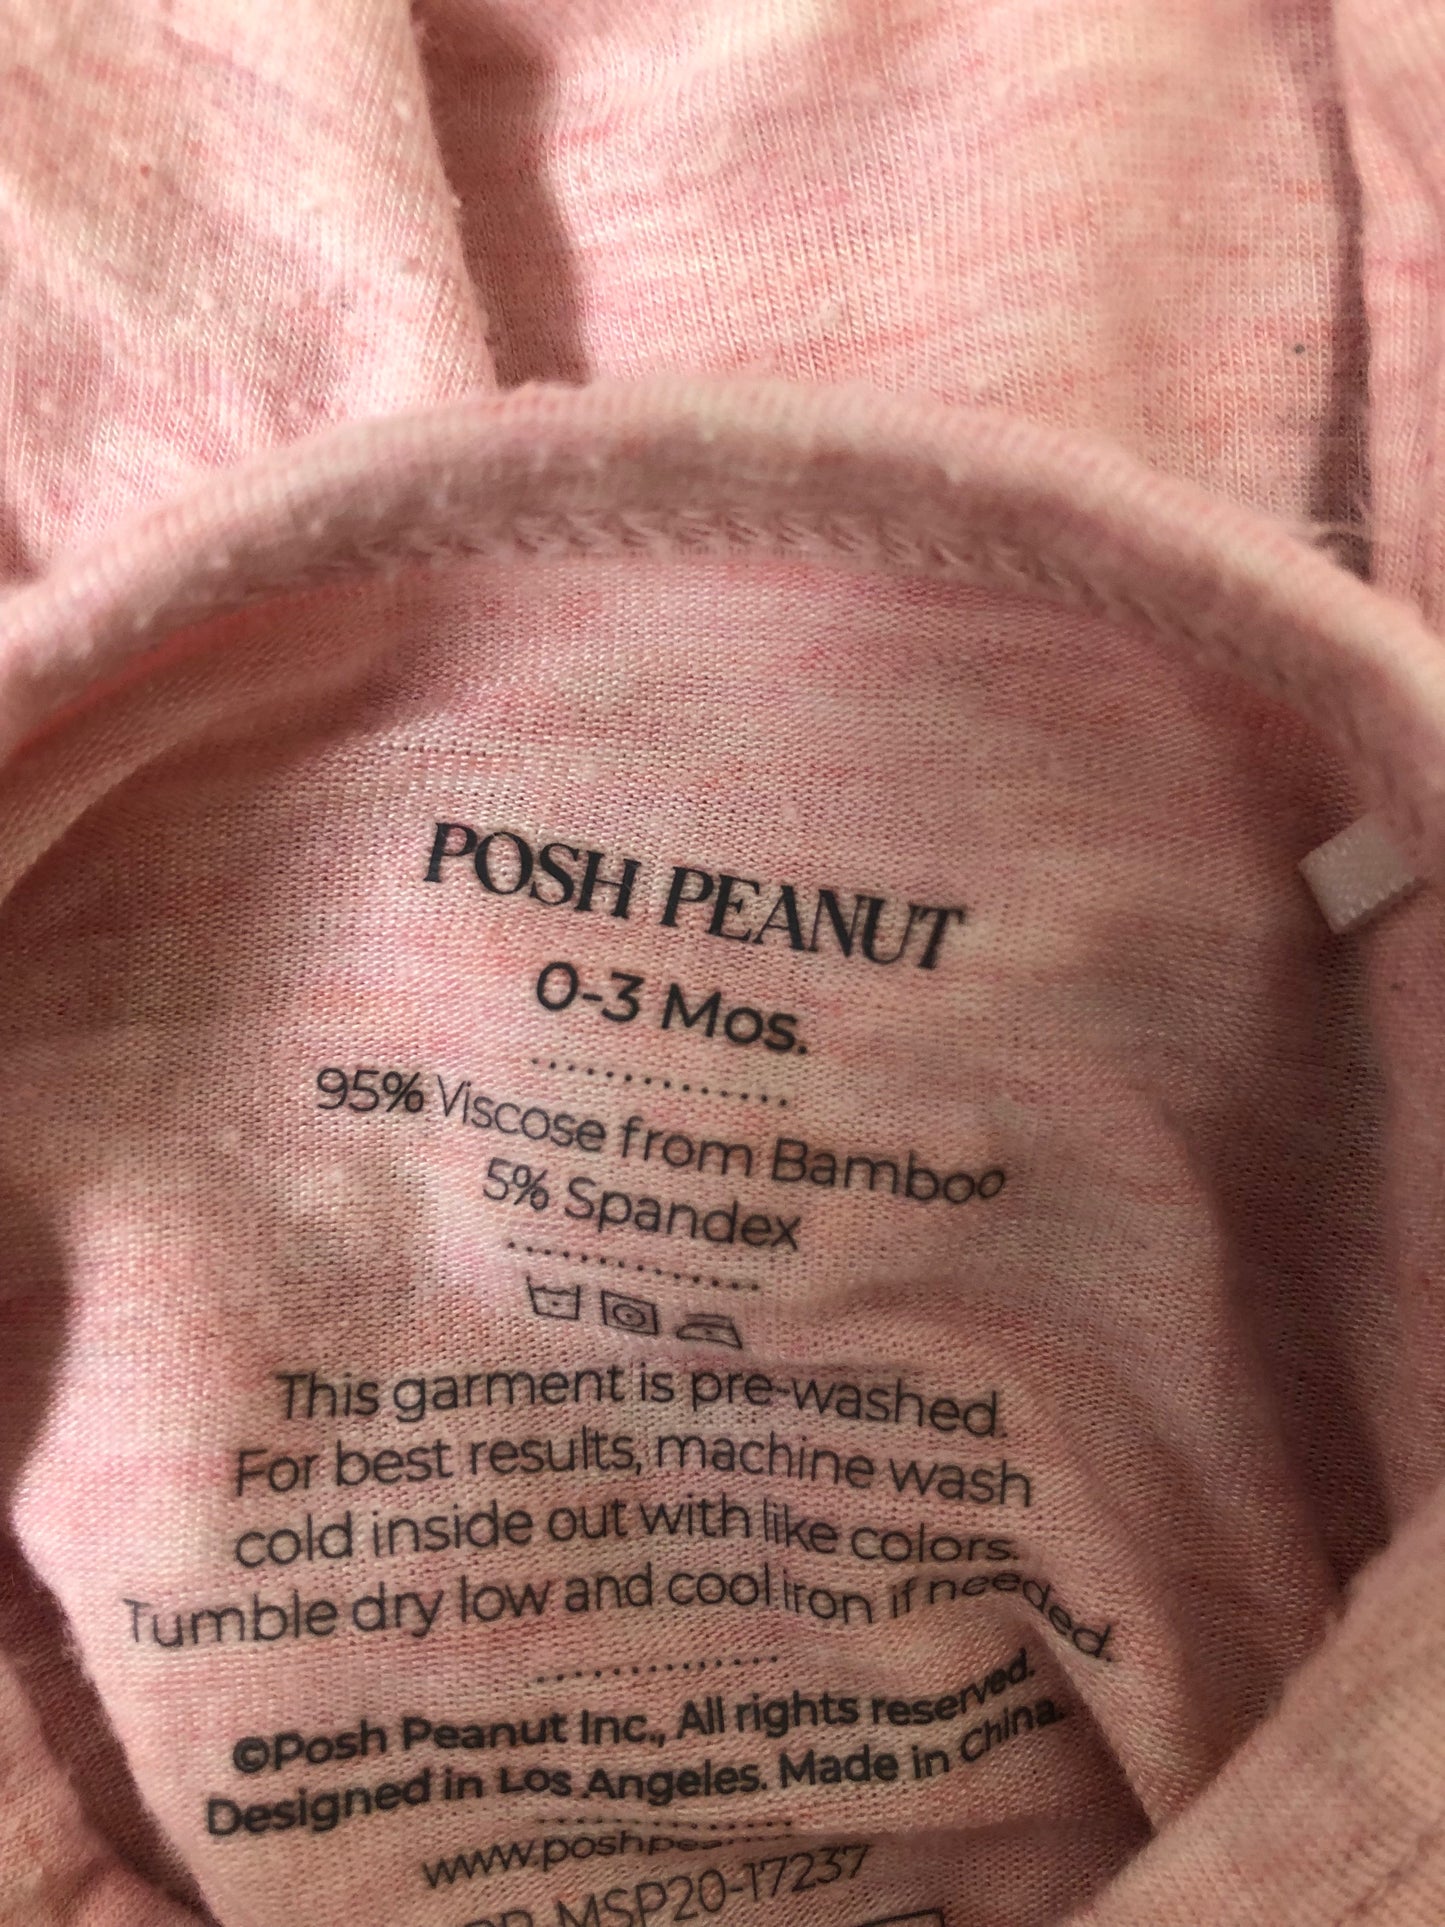 POSH PEANUT
0-3 Mos.
95% Viscose from Bamboo
5% Spandex
This garment is pre-washed.
For best results, machine wash
cold inside out with like colors.
Tumble dry low and cool iron if needed.
©Posh Peanut Inc., All rights reserved.
Designed in Los Angeles. Made in China.
MSP20-17237